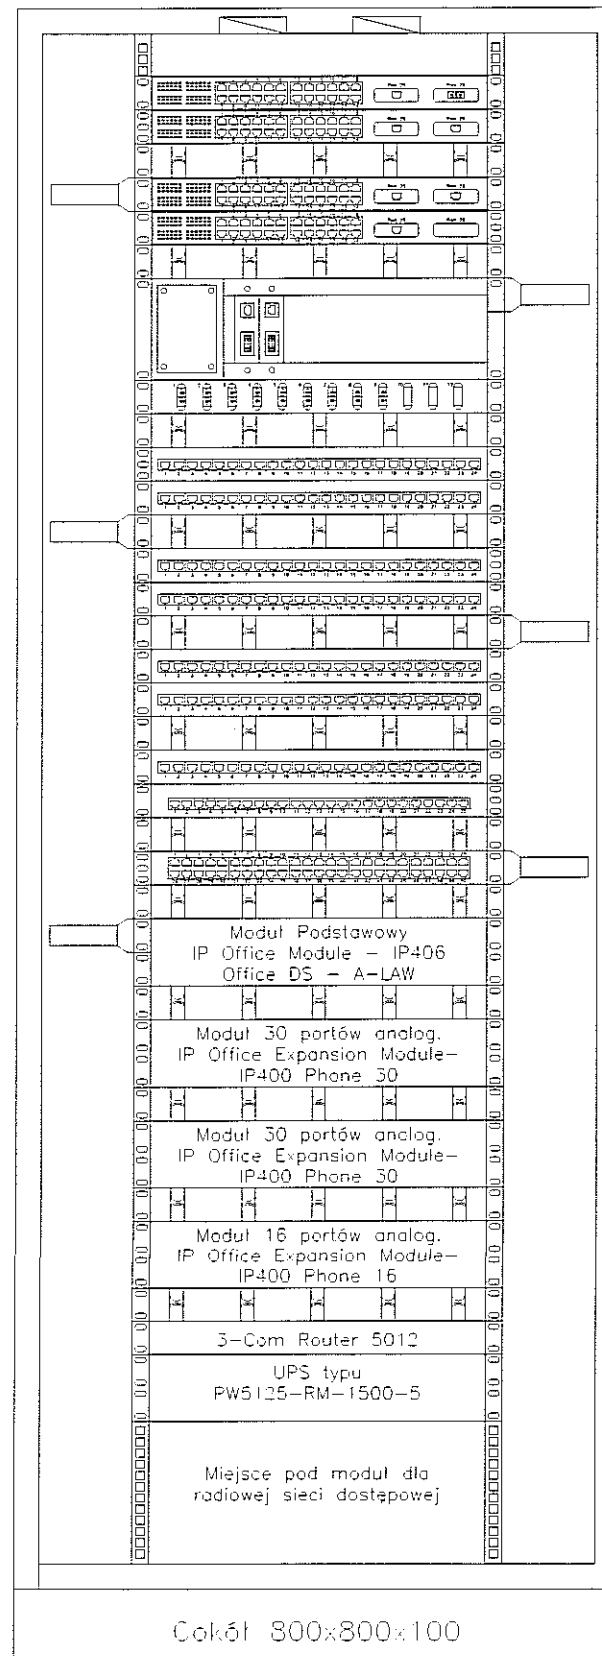 Moduł Podstawowy
IP Office Module – IP406
Office DS – A-LAW
Moduł 30 portów analog.
IP Office Expansion Module–
IP400 Phone 30
Moduł 30 portów analog.
IP Office Expansion Module–
IP400 Phone 30
Moduł 16 portów analog.
IP Office Expansion Module–
IP400 Phone 16
3-Com Router 5012
UPS typu
PW5125-RM-1500-5
Miejsce pod moduł dla
radiowej sieci dostępowej
Cokół 800x800x100